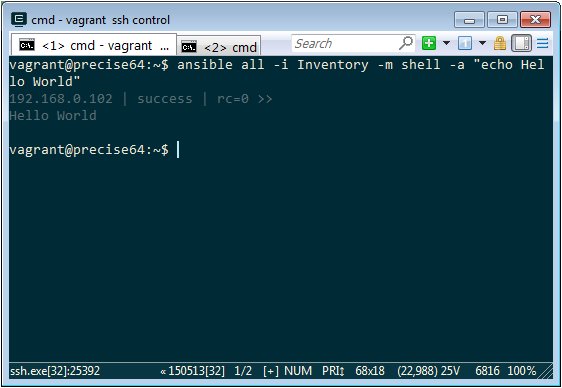 cmd - vagrant  ssh control
<1> cmd - vagrant  ...
<2> cmd
Search
vagrant@precise64:~$ ansible all -i Inventory -m shell -a "echo Hel
lo World"
192.168.0.102 | success | rc=0 >>
Hello World
vagrant@precise64:~$
ssh.exe[32]:25392 « 150513[32] 1/2 [+] NUM PRI↕ 68x18 (22,988) 25V 6816 100%